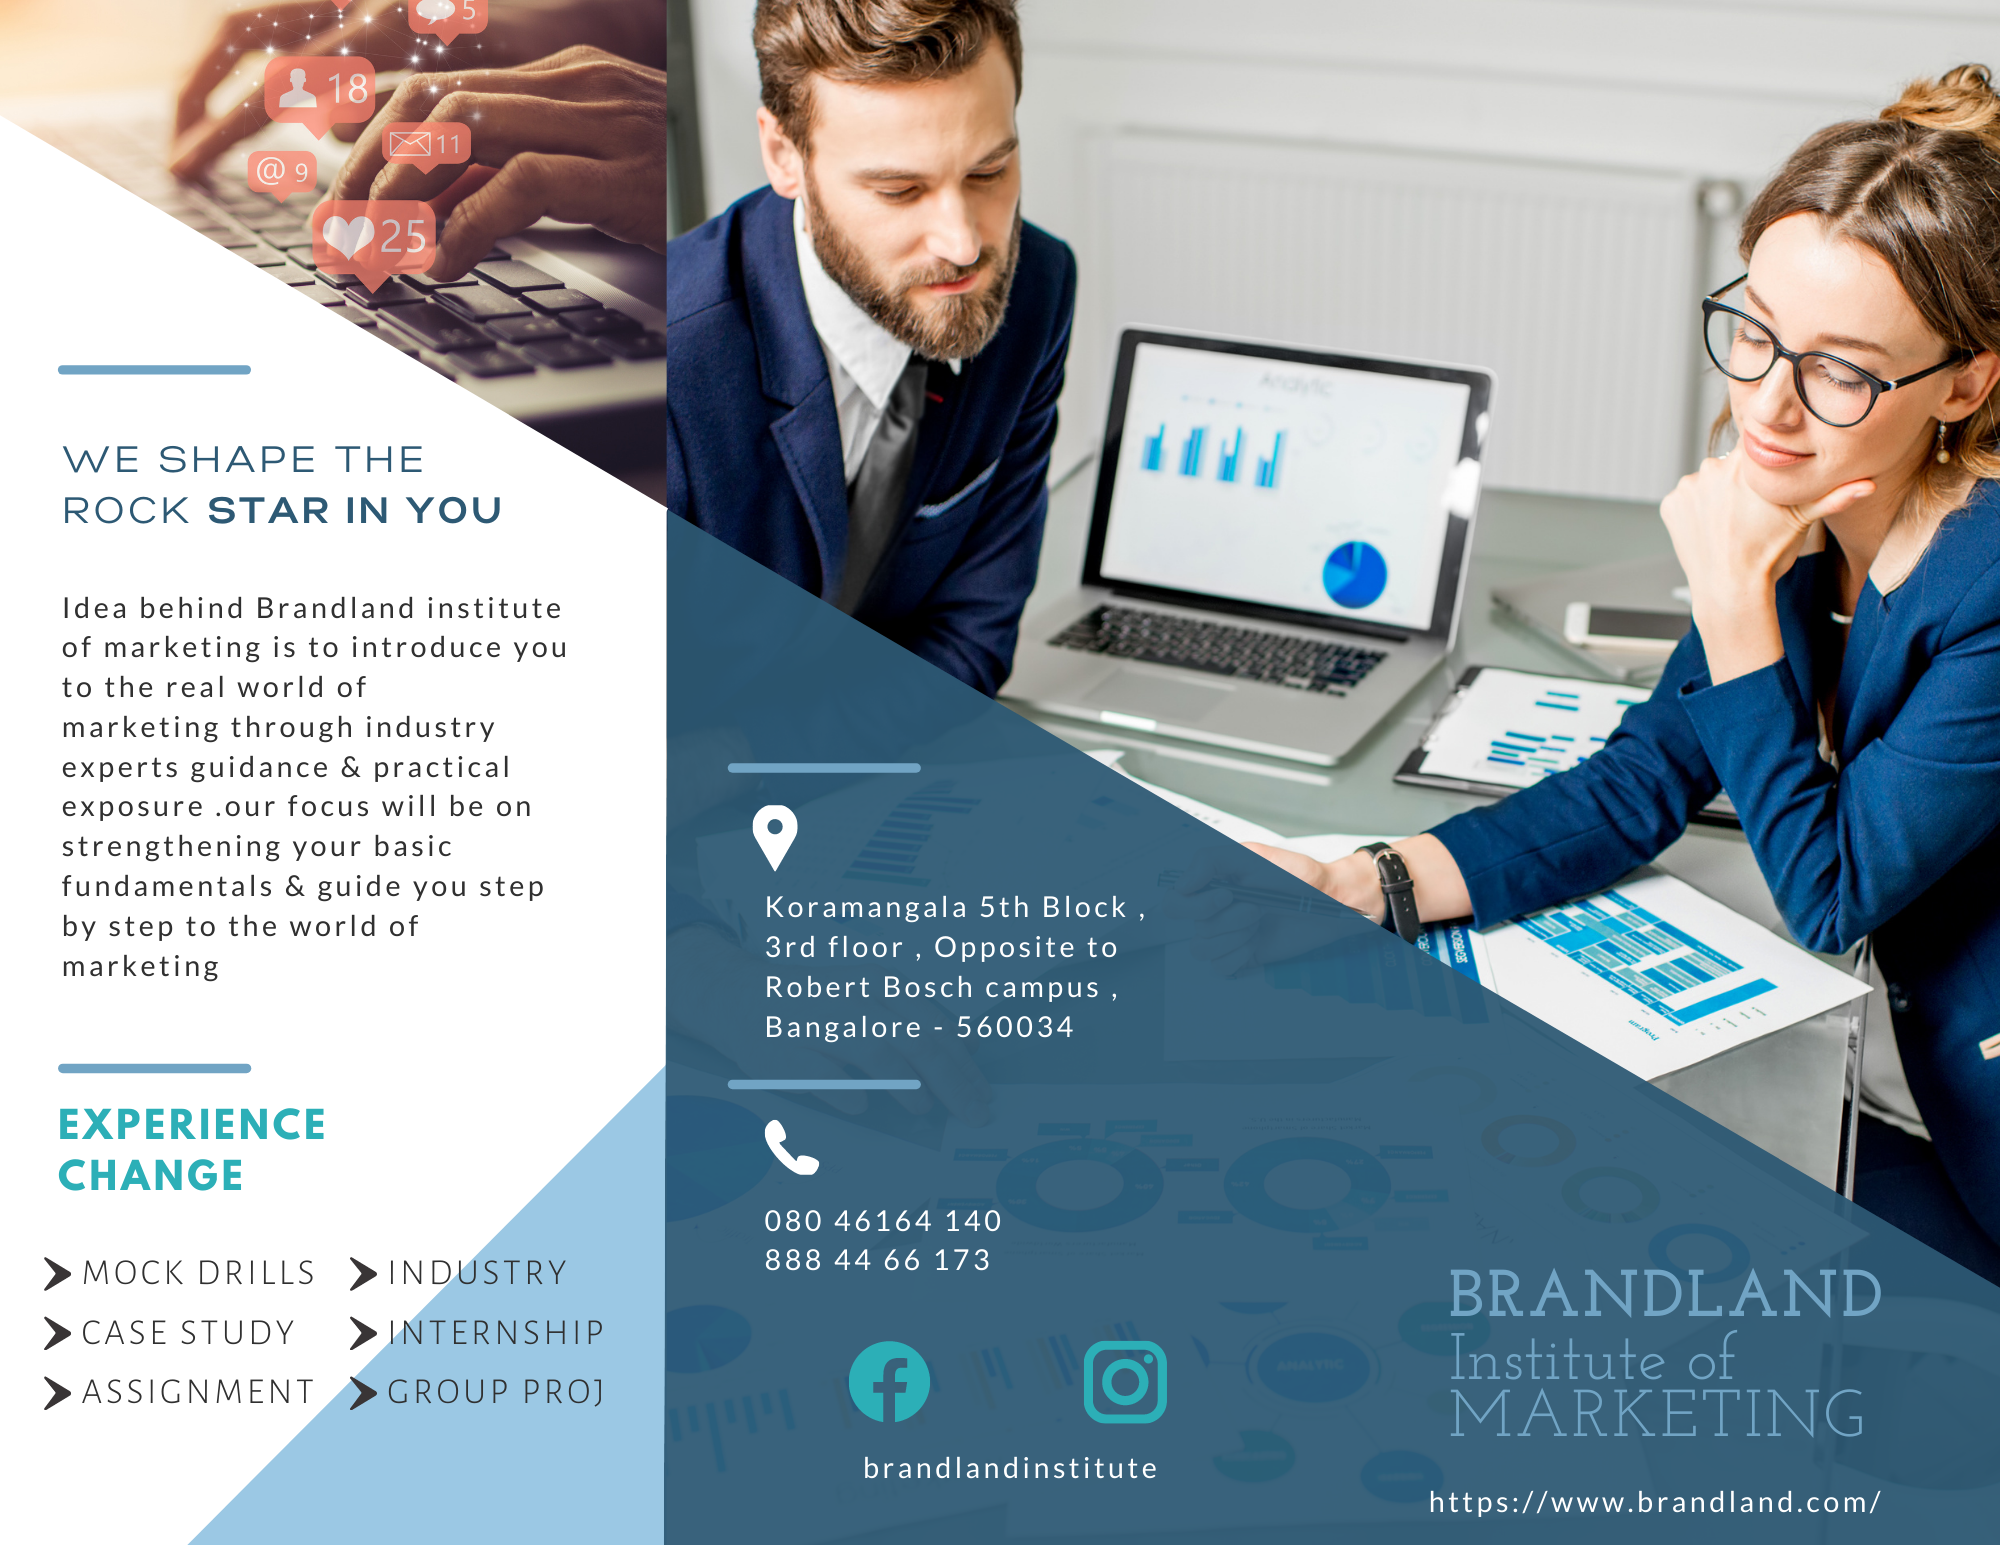 5
18
11
@ 9
25
WE SHAPE THE
ROCK STAR IN YOU
Idea behind Brandland institute
of marketing is to introduce you
to the real world of
marketing through industry
experts guidance & practical
exposure .our focus will be on
strengthening your basic
fundamentals & guide you step
by step to the world of
marketing
EXPERIENCE
CHANGE
MOCK DRILLS
CASE STUDY
ASSIGNMENT
INDUSTRY
INTERNSHIP
GROUP PROJ
Analytic
Koramangala 5th Block ,
3rd floor , Opposite to
Robert Bosch campus ,
Bangalore - 560034
080 46164 140
888 44 66 173
brandlandinstitute
Program
ANALYTIC
BRANDLAND
Institute of
MARKETING
https://www.brandland.com/